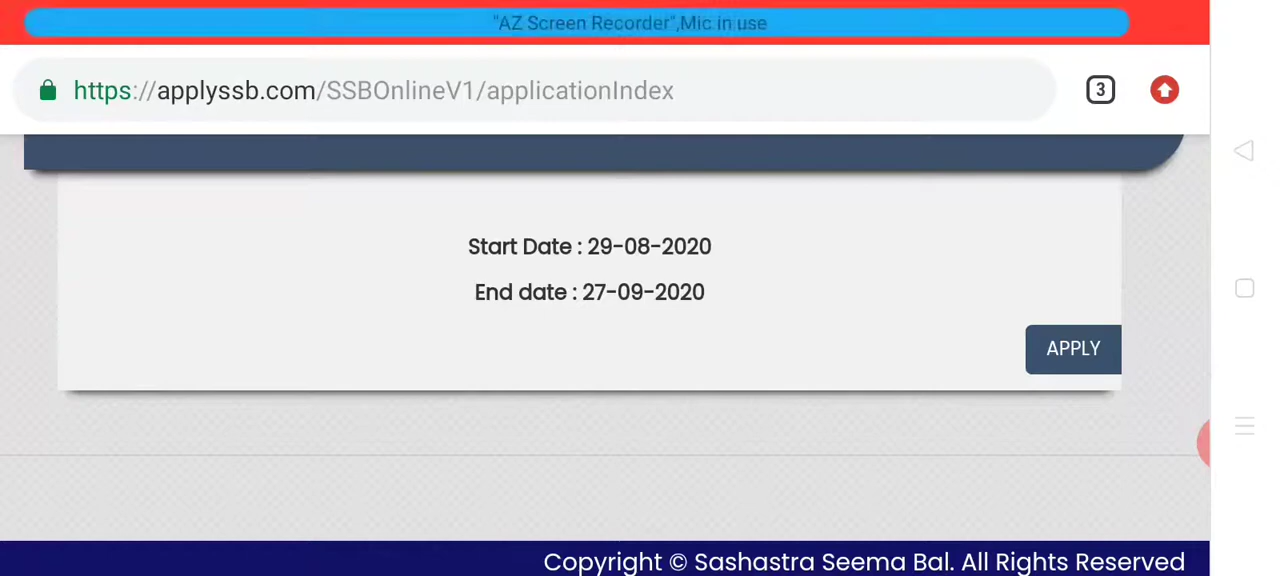 "AZ Screen Recorder",Mic in use
https://applyssb.com/SSBOnlineV1/applicationIndex
3
Start Date : 29-08-2020
End date : 27-09-2020
APPLY
Copyright © Sashastra Seema Bal. All Rights Reserved